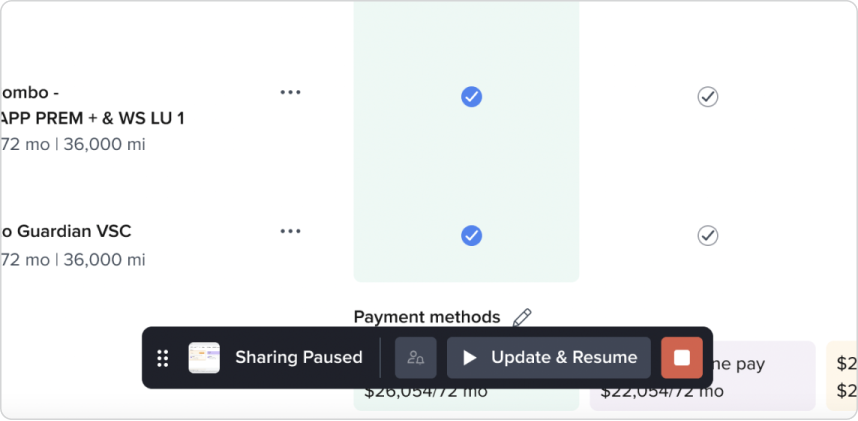 ombo -
APP PREM + & WS LU 1
72 mo | 36,000 mi
o Guardian VSC
72 mo | 36,000 mi
Payment methods
Sharing Paused
Update & Resume
me pay
$2
$26,054/72 mo
$22,054/72 mo
$2